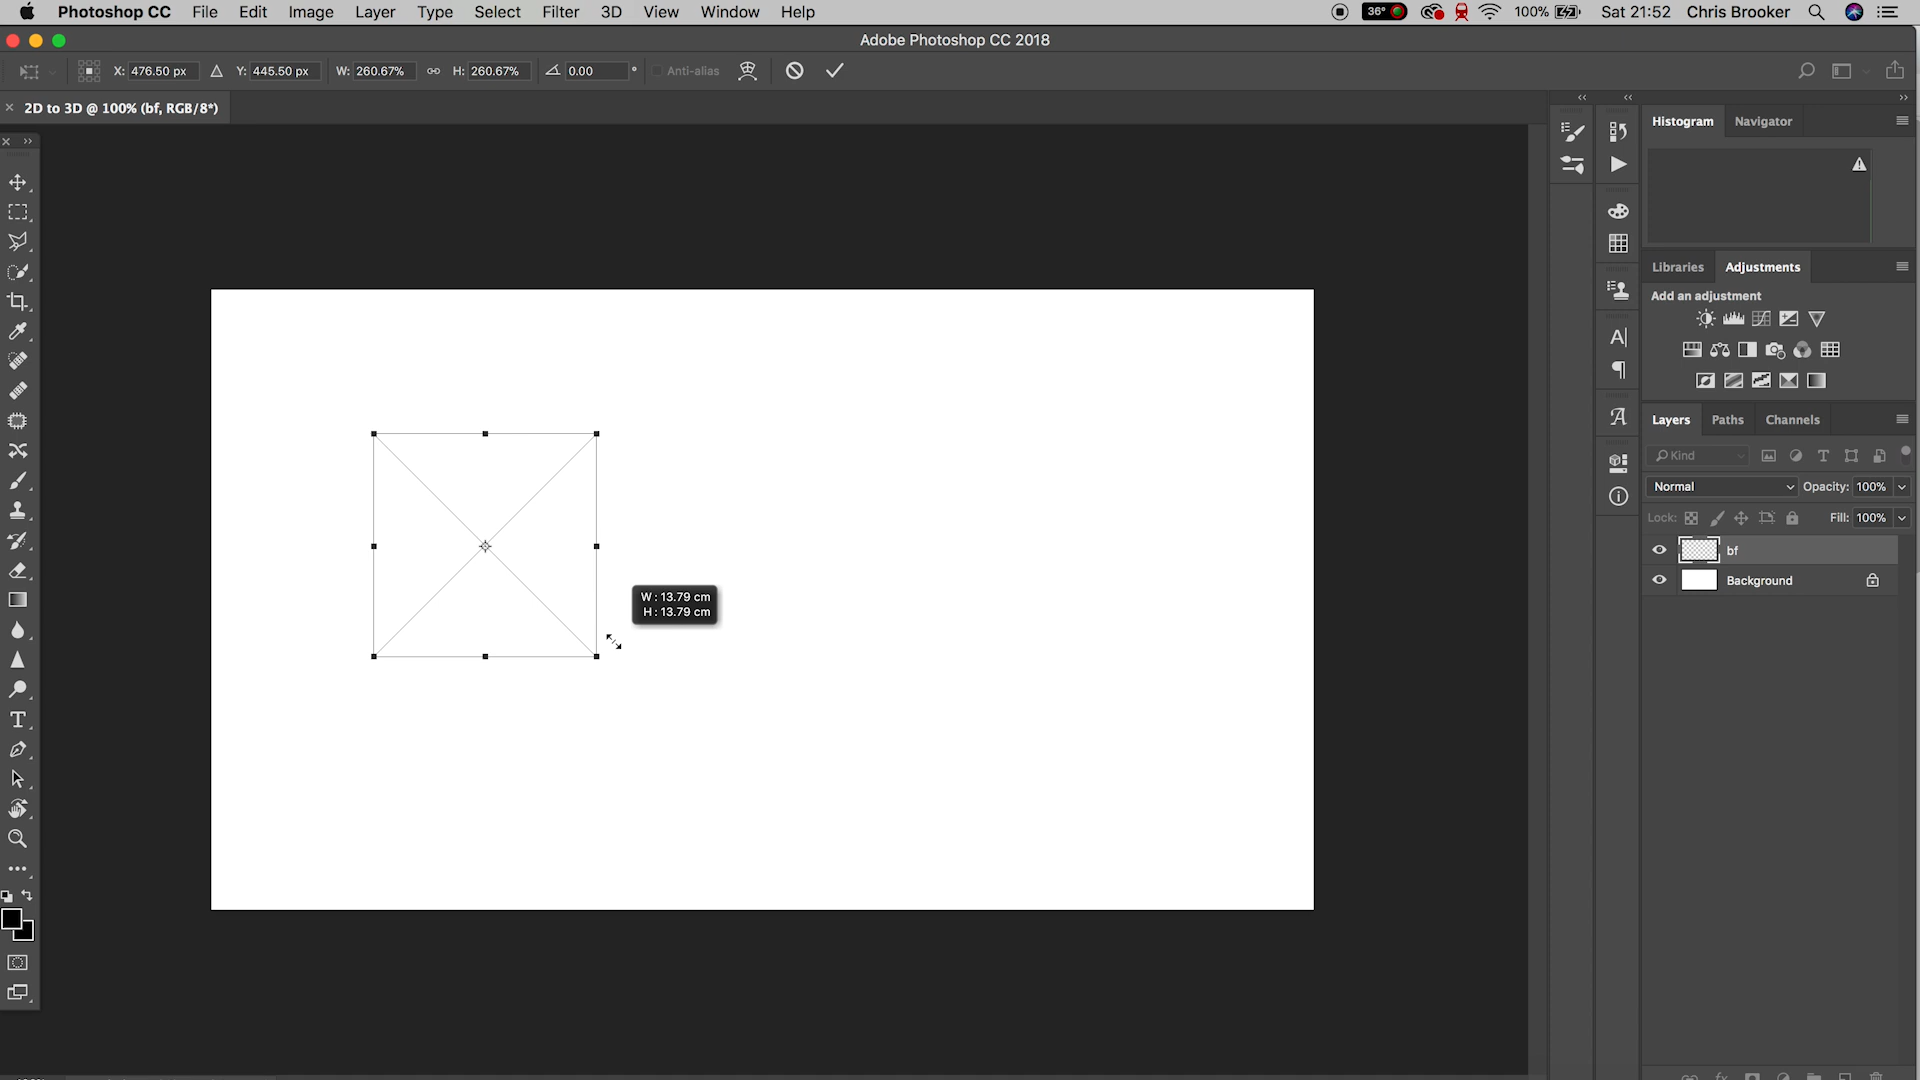 Photoshop CC File Edit Image Layer Type Select Filter 3D View Window Help 36° 100% Sat 21:52 Chris Brooker
Adobe Photoshop CC 2018
X: 476.50 px Y: 445.50 px W: 260.67% H: 260.67% 0.00 ° Anti-alias
2D to 3D @ 100% (bf, RGB/8*)
Histogram Navigator
Libraries Adjustments
Add an adjustment
Layers Paths Channels
Kind
Normal Opacity: 100%
Lock: Fill: 100%
bf
Background
W : 13.79 cm
H : 13.79 cm